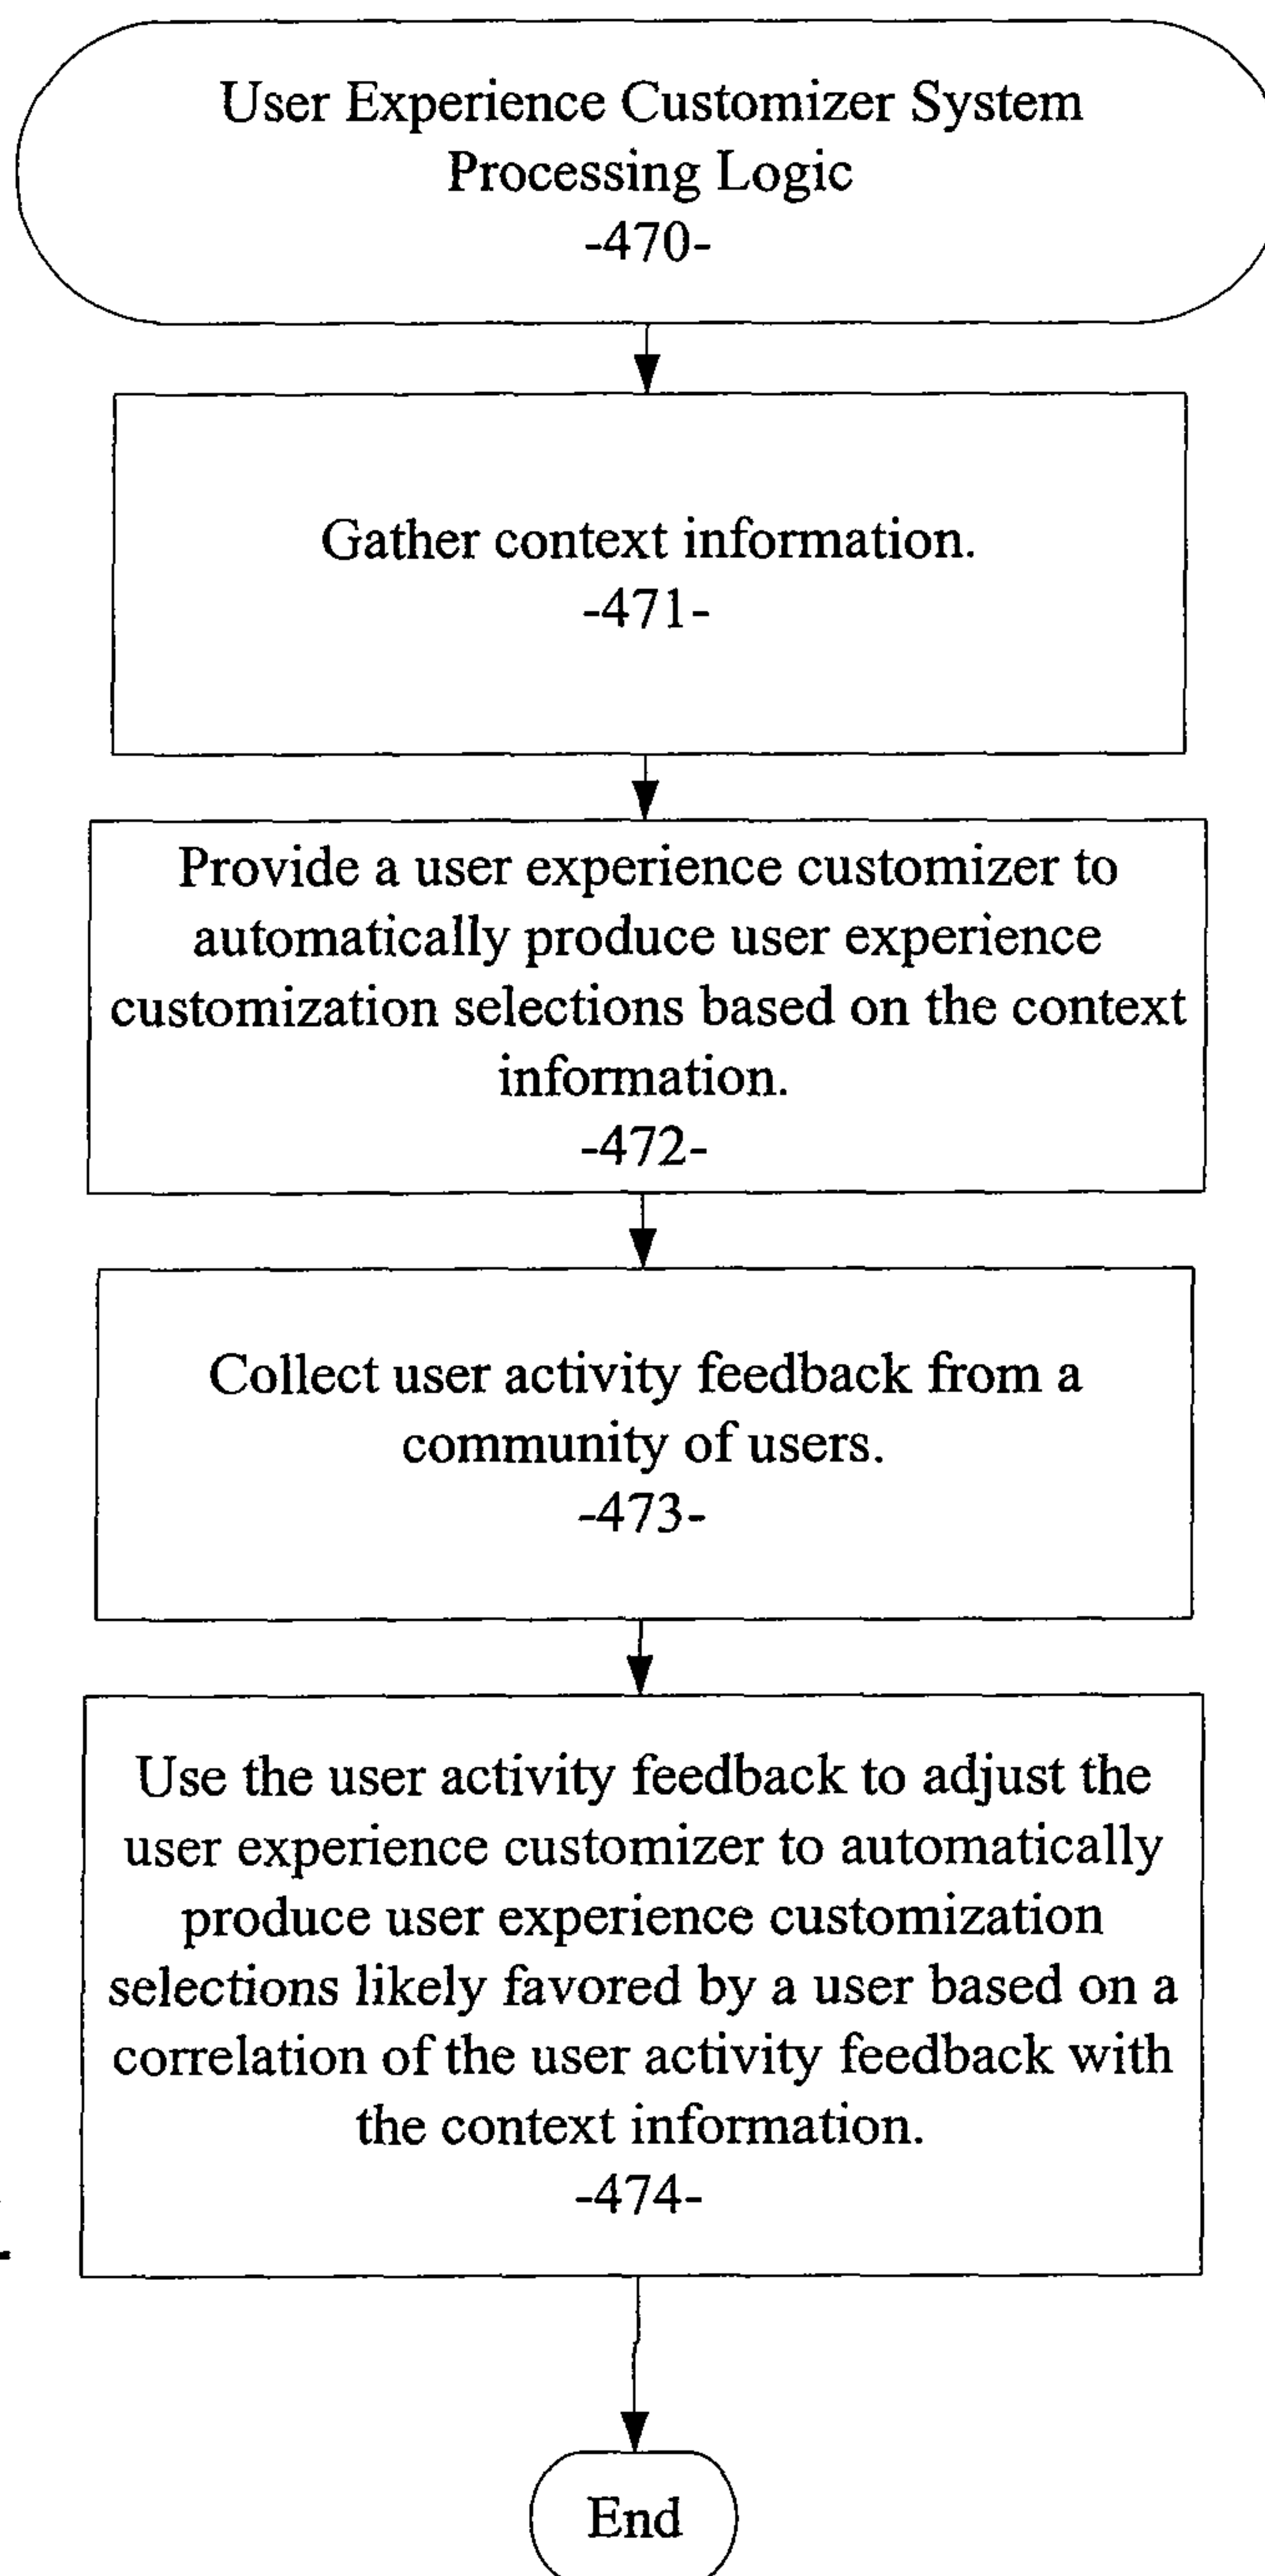 User Experience Customizer System
Processing Logic
-470-
Gather context information.
-471-
Provide a user experience customizer to
automatically produce user experience
customization selections based on the context
information.
-472-
Collect user activity feedback from a
community of users.
-473-
Use the user activity feedback to adjust the
user experience customizer to automatically
produce user experience customization
selections likely favored by a user based on a
correlation of the user activity feedback with
the context information.
-474-
End